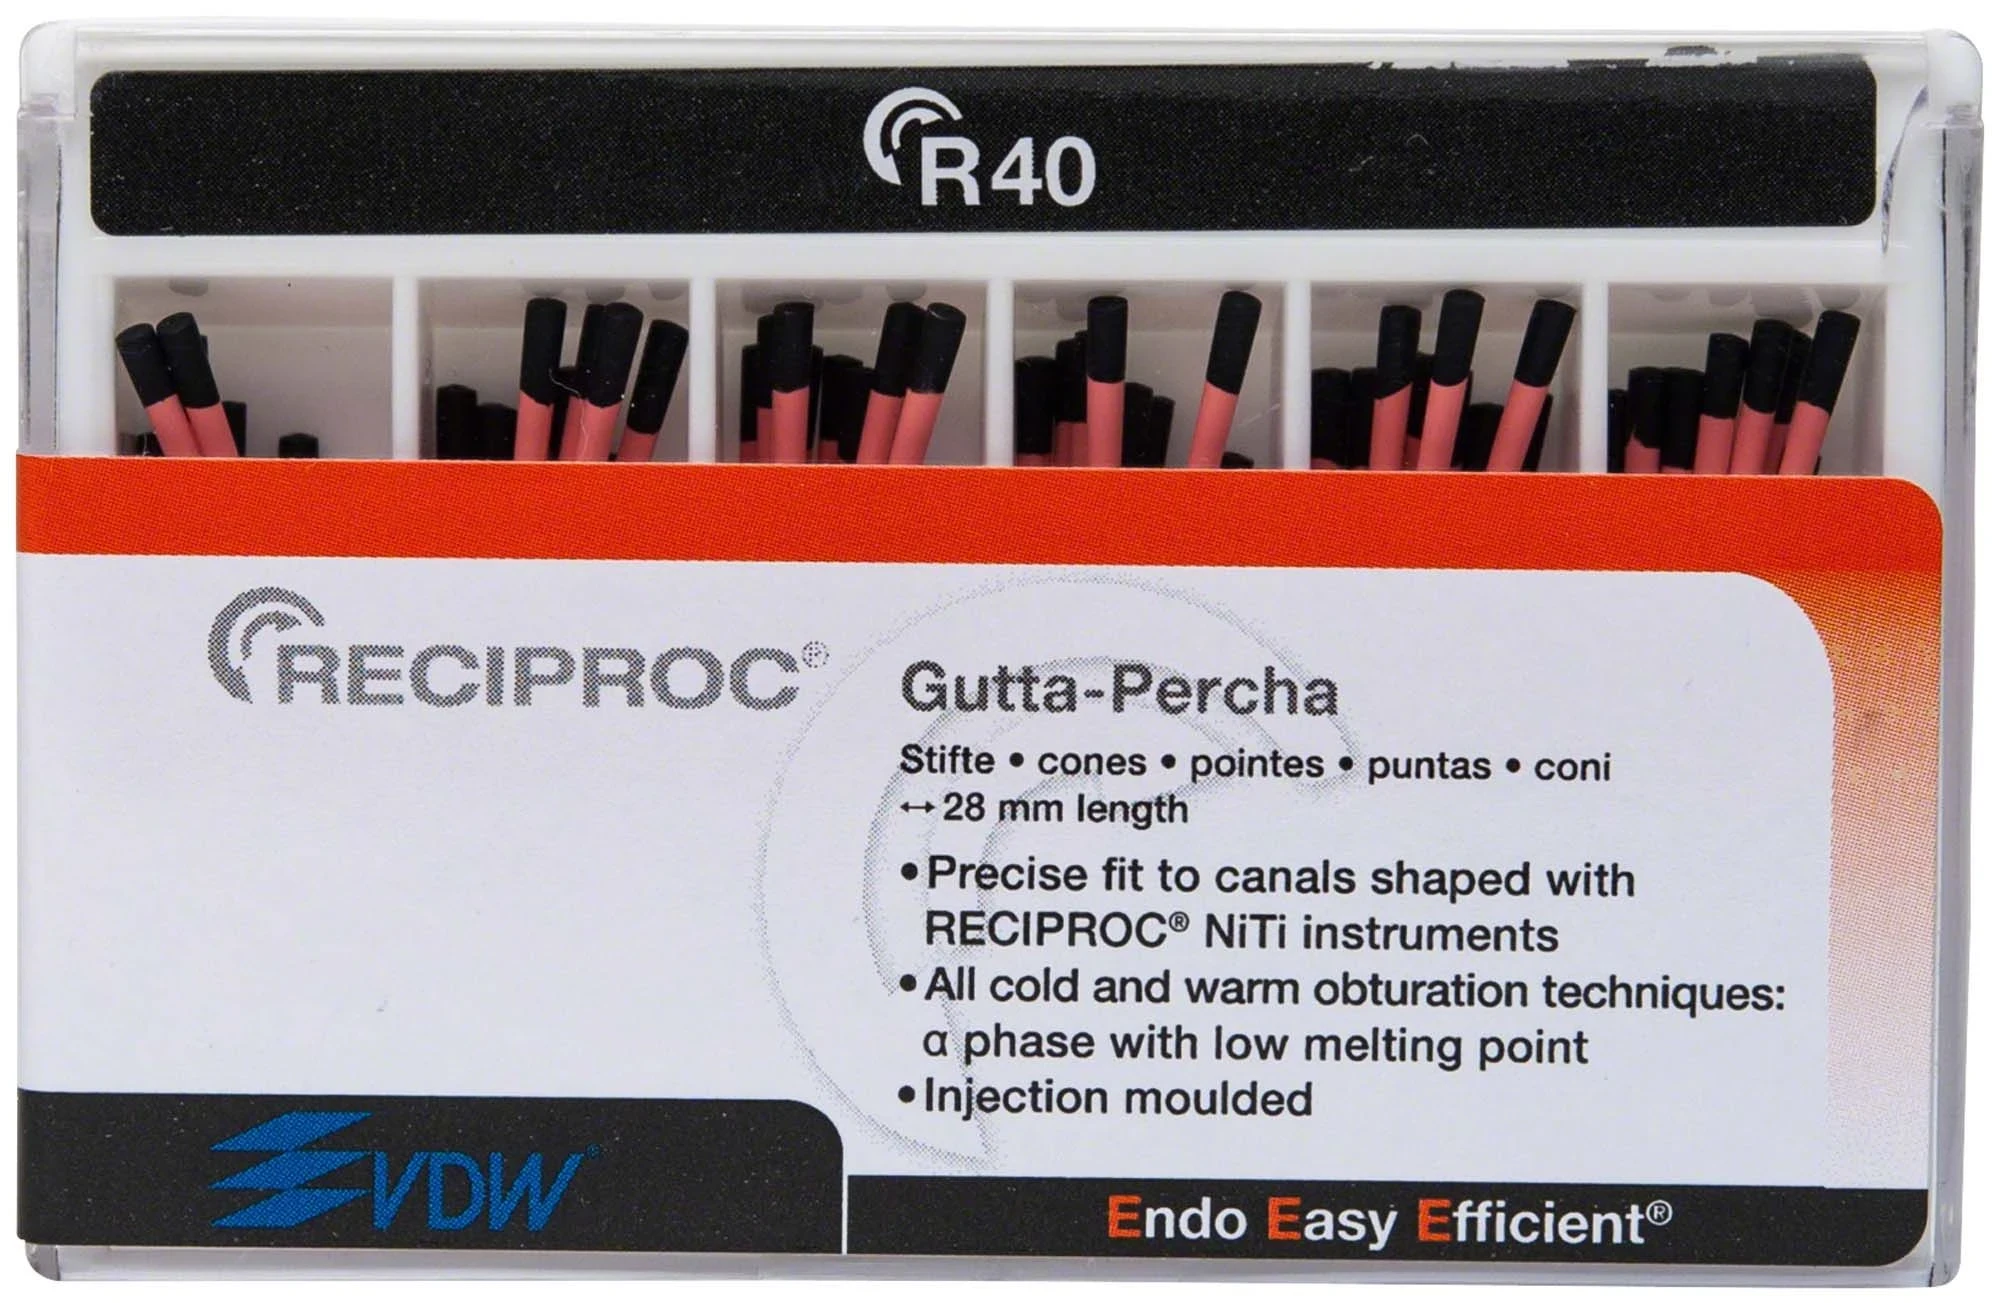 R40
RECIPROC®
Gutta-Percha
Stifte • cones • pointes • puntas • coni
↔ 28 mm length
• Precise fit to canals shaped with
RECIPROC® NiTi instruments
• All cold and warm obturation techniques:
α phase with low melting point
• Injection moulded
VDW®
Endo Easy Efficient®